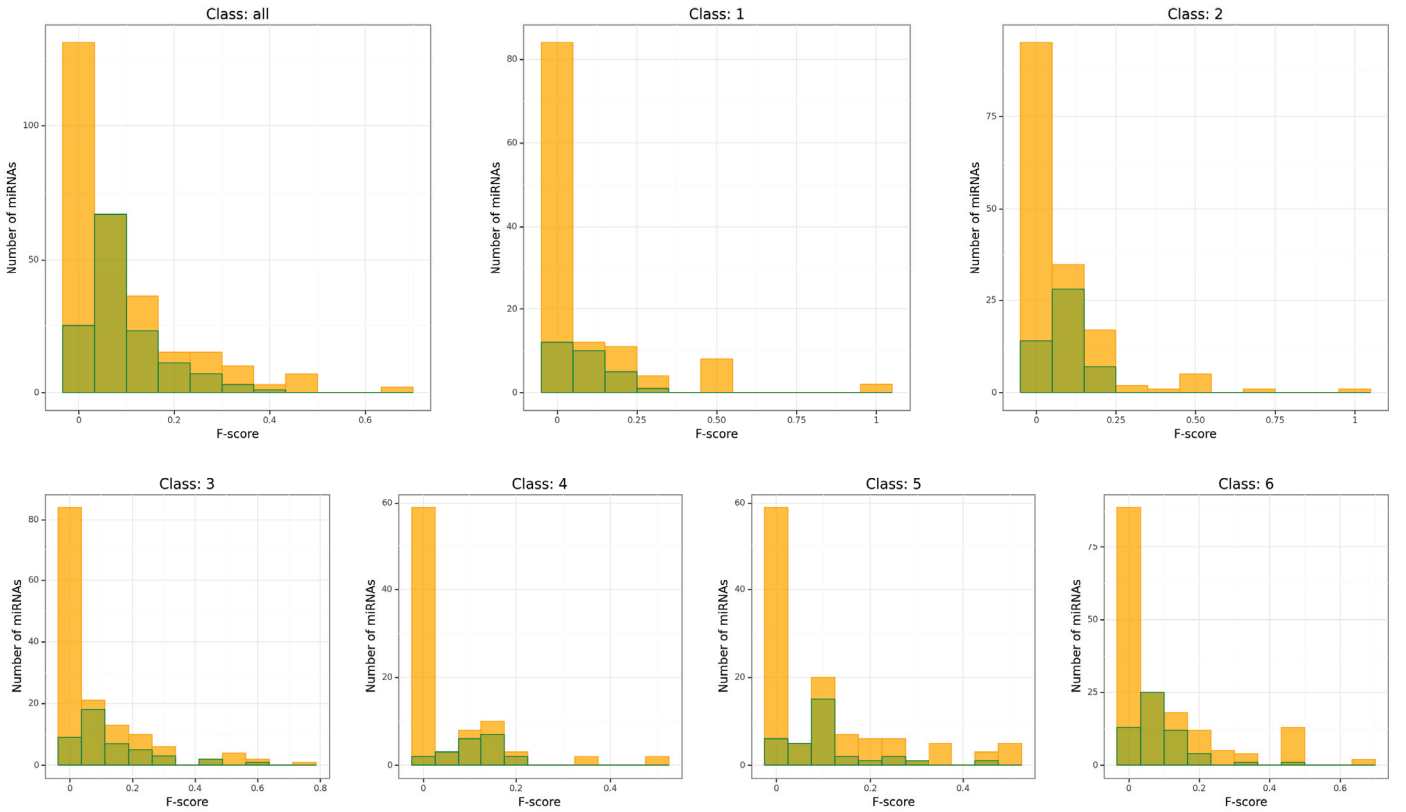 Class: all
100
50
0
Number of miRNAs
0
0.2
0.4
0.6
F-score
Class: 1
80
60
40
20
0
Number of miRNAs
0
0.25
0.50
0.75
1
F-score
Class: 2
75
50
25
0
Number of miRNAs
0
0.25
0.50
0.75
1
F-score
Class: 3
80
60
40
20
0
Number of miRNAs
0
0.2
0.4
0.6
0.8
F-score
Class: 4
60
40
20
0
Number of miRNAs
0
0.2
0.4
F-score
Class: 5
60
40
20
0
Number of miRNAs
0
0.2
0.4
F-score
Class: 6
75
50
25
0
Number of miRNAs
0
0.2
0.4
0.6
F-score